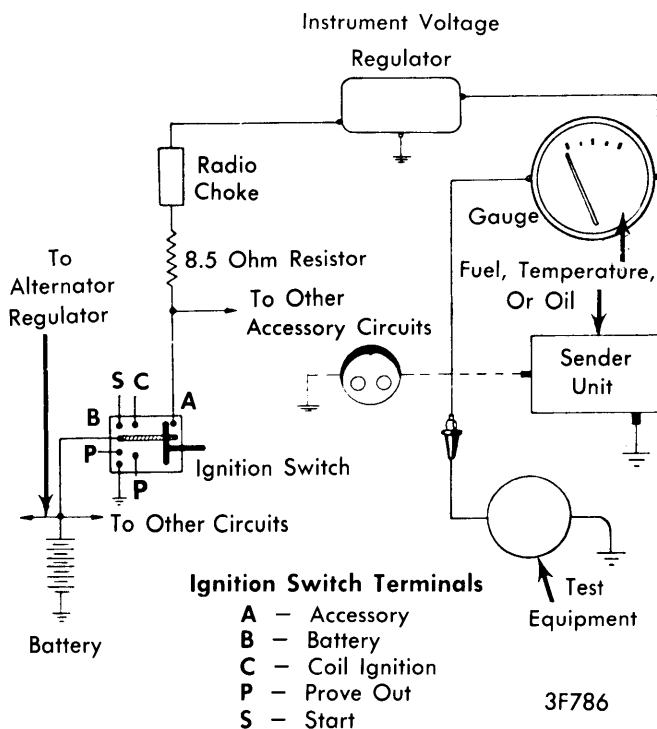 Instrument Voltage
Regulator
Radio
Choke
Gauge
8.5 Ohm Resistor
To
Alternator
Regulator
Fuel, Temperature,
Or Oil
To Other
Accessory Circuits
Sender
Unit
S C
A
B
P
Ignition Switch
P
To Other Circuits
Ignition Switch Terminals
A – Accessory
B – Battery
C – Coil Ignition
P – Prove Out
S – Start
Test
Equipment
Battery
3F786